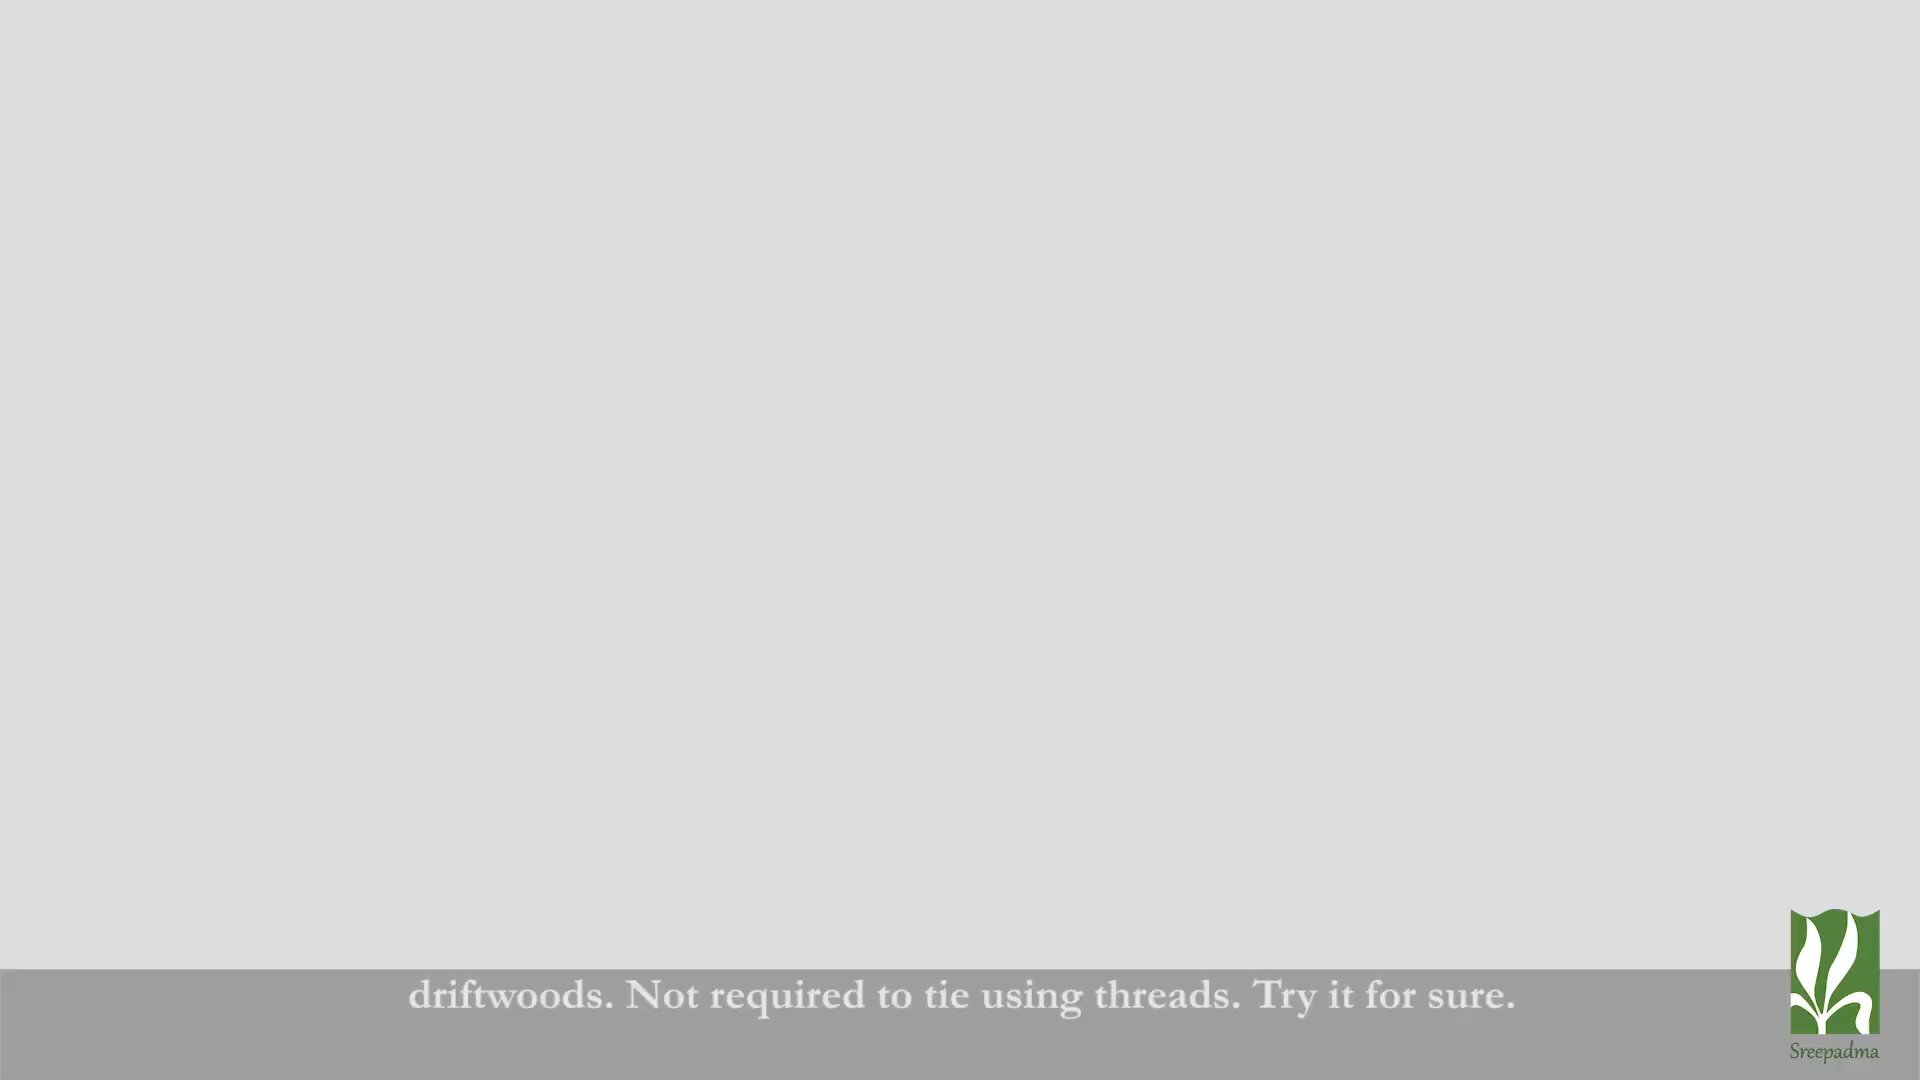 driftwoods. Not required to tie using threads. Try it for sure.
Sreepadma